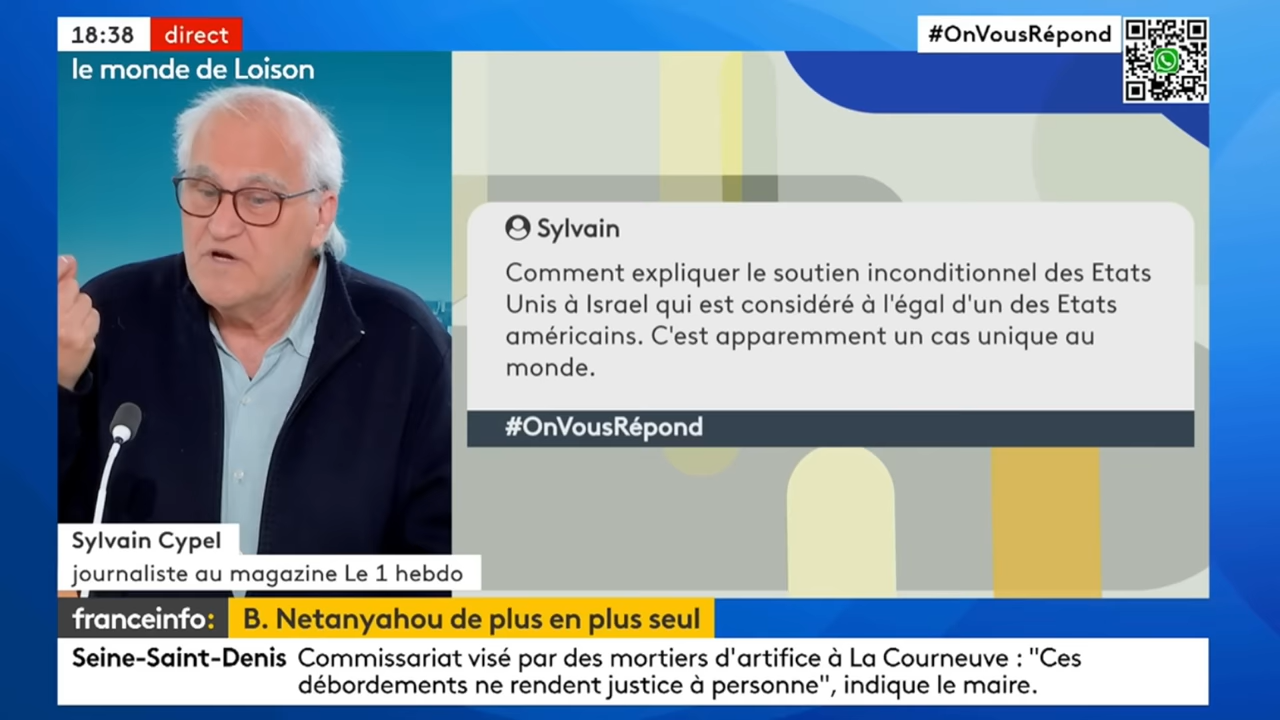 18:38 direct
#OnVousRépond
le monde de Loison
Sylvain
Comment expliquer le soutien inconditionnel des Etats
Unis à Israel qui est considéré à l'égal d'un des Etats
américains. C'est apparemment un cas unique au
monde.
#OnVousRépond
Sylvain Cypel
journaliste au magazine Le 1 hebdo
franceinfo: B. Netanyahou de plus en plus seul
Seine-Saint-Denis Commissariat visé par des mortiers d'artifice à La Courneuve : "Ces
débordements ne rendent justice à personne", indique le maire.